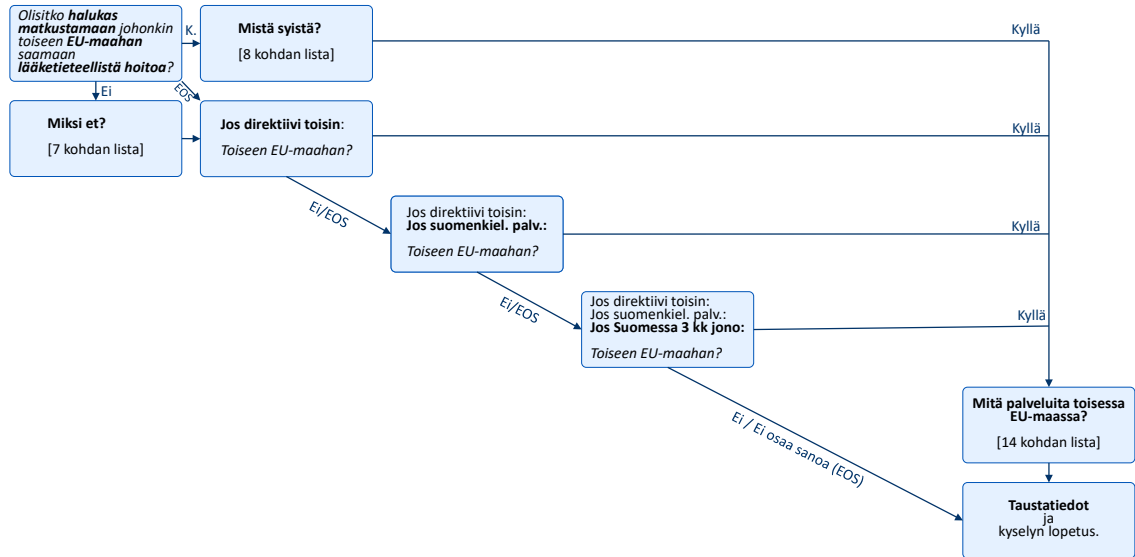 Olisitko halukas
matkustamaan johonkin
toiseen EU-maahan
saamaan
lääketieteellistä hoitoa?
K.
Mistä syistä?
[8 kohdan lista]
Kyllä
Ei
EOS
Miksi et?
[7 kohdan lista]
Jos direktiivi toisin:
Toiseen EU-maahan?
Kyllä
Ei/EOS
Jos direktiivi toisin:
Jos suomenkiel. palv.:
Toiseen EU-maahan?
Kyllä
Ei/EOS
Jos direktiivi toisin:
Jos suomenkiel. palv.:
Jos Suomessa 3 kk jono:
Toiseen EU-maahan?
Kyllä
Ei / Ei osaa sanoa (EOS)
Mitä palveluita toisessa
EU-maassa?
[14 kohdan lista]
Taustatiedot
ja
kyselyn lopetus.